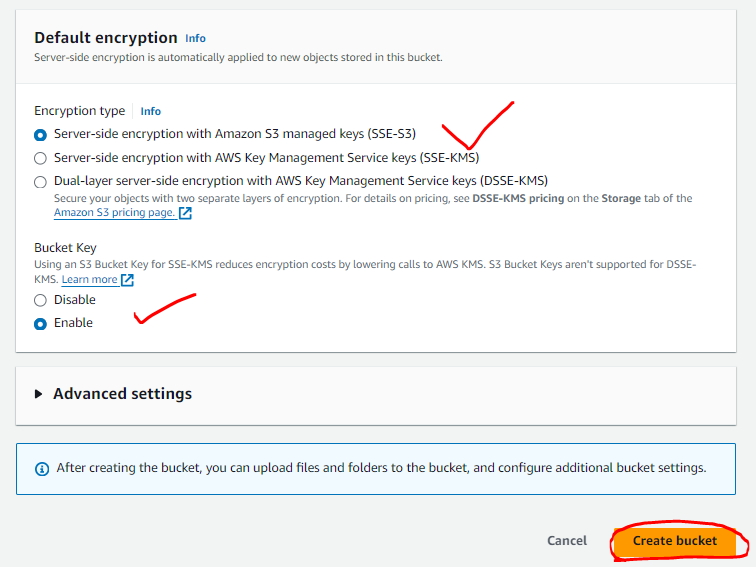 Default encryption Info
Server-side encryption is automatically applied to new objects stored in this bucket.
Encryption type Info
Server-side encryption with Amazon S3 managed keys (SSE-S3)
Server-side encryption with AWS Key Management Service keys (SSE-KMS)
Dual-layer server-side encryption with AWS Key Management Service keys (DSSE-KMS)
Secure your objects with two separate layers of encryption. For details on pricing, see DSSE-KMS pricing on the Storage tab of the
Amazon S3 pricing page.
Bucket Key
Using an S3 Bucket Key for SSE-KMS reduces encryption costs by lowering calls to AWS KMS. S3 Bucket Keys aren't supported for DSSE-
KMS. Learn more
Disable
Enable
Advanced settings
After creating the bucket, you can upload files and folders to the bucket, and configure additional bucket settings.
Cancel Create bucket